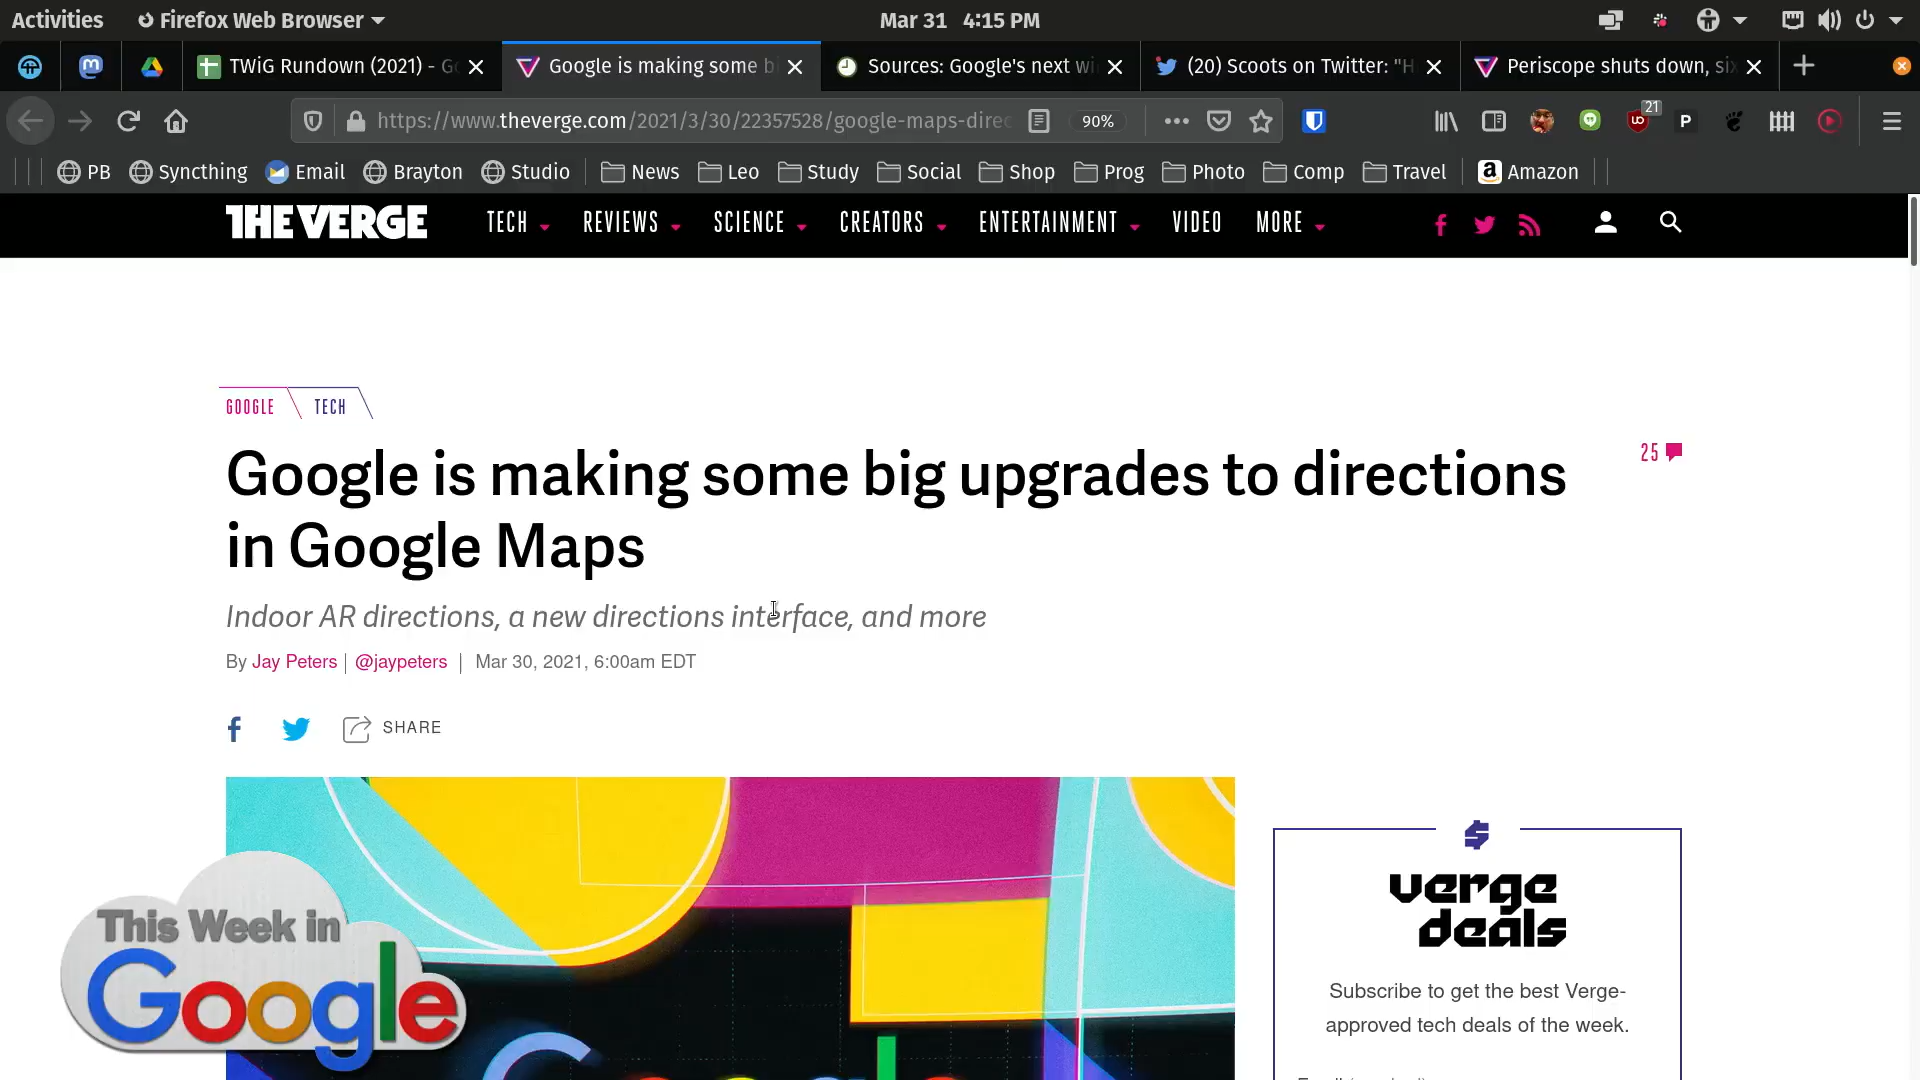 Activities Firefox Web Browser Mar 31 4:15 PM
TWiG Rundown (2021) - Go Google is making some bi Sources: Google's next wi (20) Scoots on Twitter: "H Periscope shuts down, six
https://www.theverge.com/2021/3/30/22357528/google-maps-direc 90% 21
PB Syncthing Email Brayton Studio News Leo Study Social Shop Prog Photo Comp Travel Amazon
THE VERGE TECH REVIEWS SCIENCE CREATORS ENTERTAINMENT VIDEO MORE
GOOGLE TECH
Google is making some big upgrades to directions
25
in Google Maps
Indoor AR directions, a new directions interface, and more
By Jay Peters | @jaypeters | Mar 30, 2021, 6:00am EDT
SHARE
verge
deals
Subscribe to get the best Verge-
approved tech deals of the week.
This Week in
Google